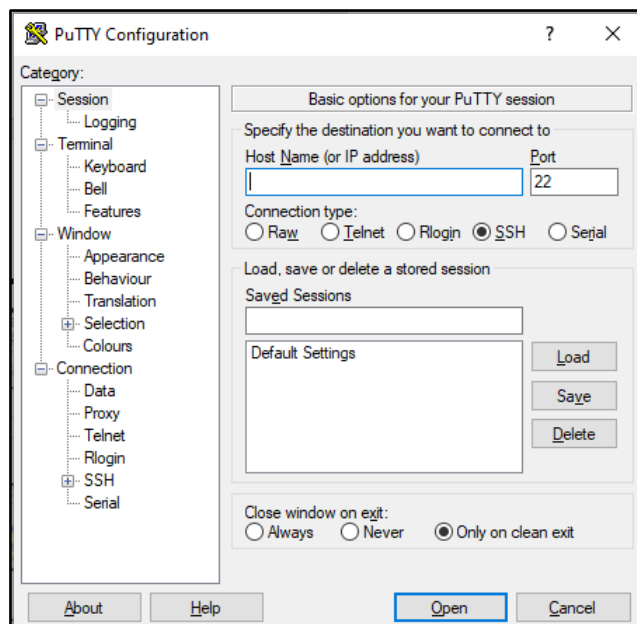 PuTTY Configuration ? ×
Category:
Session
Logging
Terminal
Keyboard
Bell
Features
Window
Appearance
Behaviour
Translation
Selection
Colours
Connection
Data
Proxy
Telnet
Rlogin
SSH
Serial
Basic options for your PuTTY session
Specify the destination you want to connect to
Host Name (or IP address) Port
22
Connection type:
Raw Telnet Rlogin SSH Serial
Load, save or delete a stored session
Saved Sessions
Default Settings
Load
Save
Delete
Close window on exit:
Always Never Only on clean exit
About Help Open Cancel